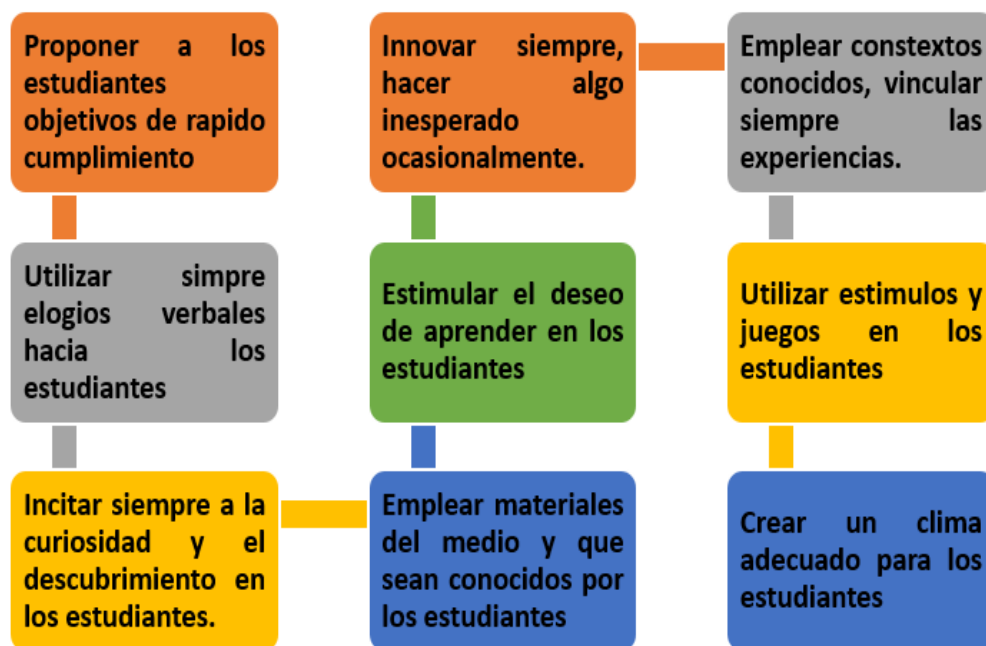 Proponer a los
estudiantes
objetivos de rapido
cumplimiento
Utilizar simpre
elogios verbales
hacia los
estudiantes
Incitar siempre a la
curiosidad y el
descubrimiento en
los estudiantes.
Emplear materiales
del medio y que
sean conocidos por
los estudiantes
Estimular el deseo
de aprender en los
estudiantes
Innovar siempre,
hacer algo
inesperado
ocasionalmente.
Emplear constextos
conocidos, vincular
siempre las
experiencias.
Utilizar estimulos y
juegos en los
estudiantes
Crear un clima
adecuado para los
estudiantes